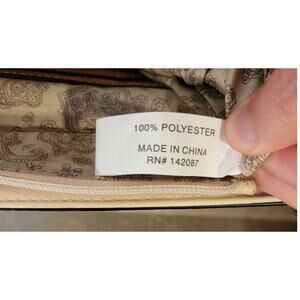 100% POLYESTER
MADE IN CHINA
RN# 142087